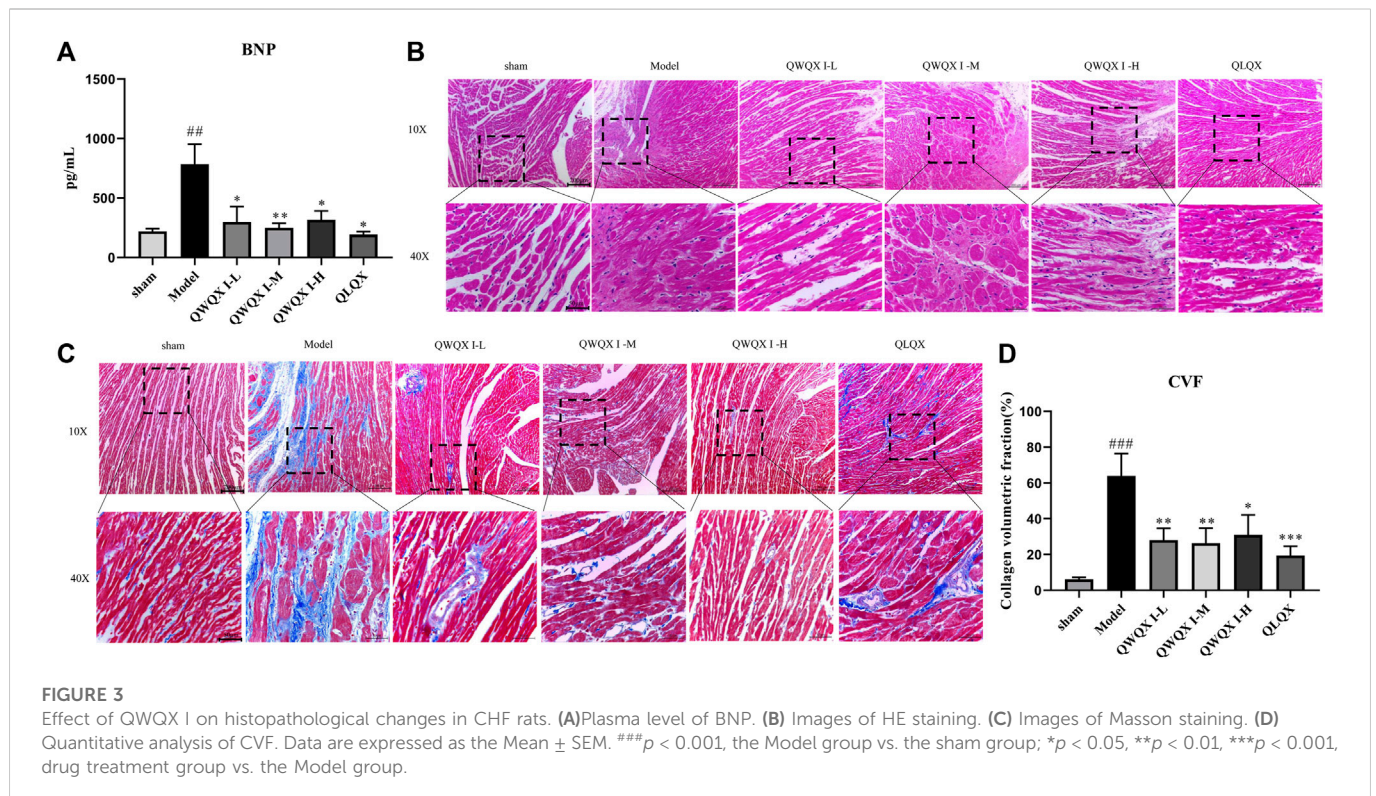 A
BNP
pg/mL
1500
1000
500
0
##
*
**
*
*
sham
Model
QWQX I-L
QWQX I-M
QWQX I-H
QLQX
B
sham
Model
QWQX I-L
QWQX I -M
QWQX I -H
QLQX
10X
40X
C
sham
Model
QWQX I-L
QWQX I -M
QWQX I -H
QLQX
10X
40X
D
CVF
Collagen volumetric fraction(%)
100
80
60
40
20
0
###
**
**
*
***
sham
Model
QWQX I-L
QWQX I-M
QWQX I-H
QLQX
FIGURE 3
Effect of QWQX I on histopathological changes in CHF rats. (A)Plasma level of BNP. (B) Images of HE staining. (C) Images of Masson staining. (D)
Quantitative analysis of CVF. Data are expressed as the Mean ± SEM. ###p < 0.001, the Model group vs. the sham group; *p < 0.05, **p < 0.01, ***p < 0.001,
drug treatment group vs. the Model group.